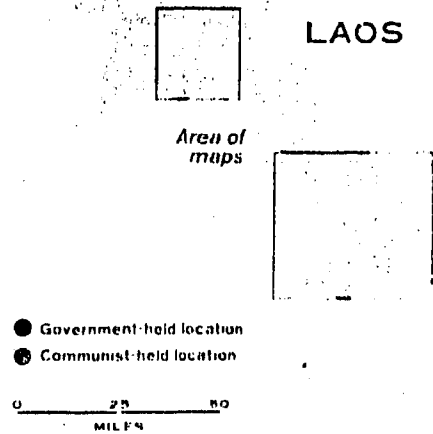 LAOS
Area of
maps
Government-held location
Communist-held location
0 25 50
MILES